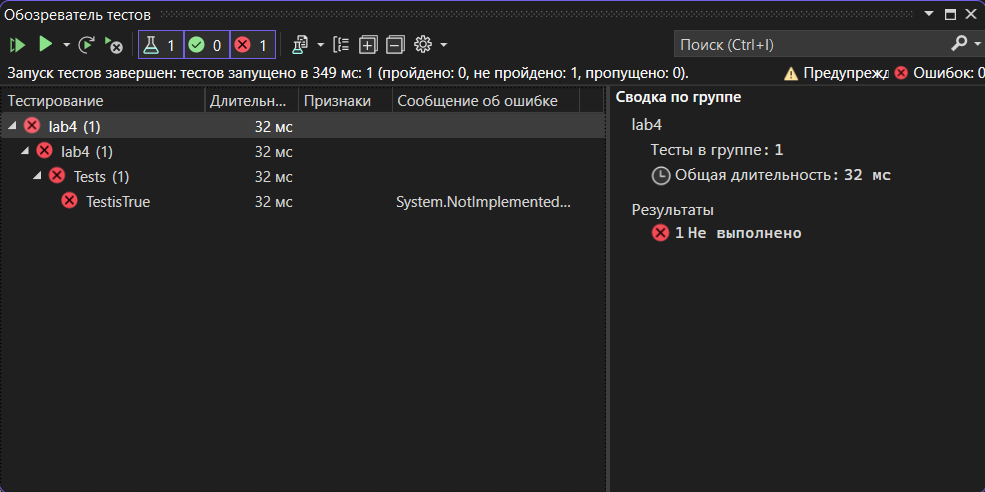 Обозреватель тестов
1 0 1
Поиск (Ctrl+I)
Запуск тестов завершен: тестов запущено в 349 мс: 1 (пройдено: 0, не пройдено: 1, пропущено: 0).
Предупрежд Ошибок: 0
Тестирование Длительн... Признаки Сообщение об ошибке
lab4 (1) 32 мс
lab4 (1) 32 мс
Tests (1) 32 мс
TestisTrue 32 мс System.NotImplemented...
Сводка по группе
lab4
Тесты в группе: 1
Общая длительность: 32 мс
Результаты
1 Не выполнено